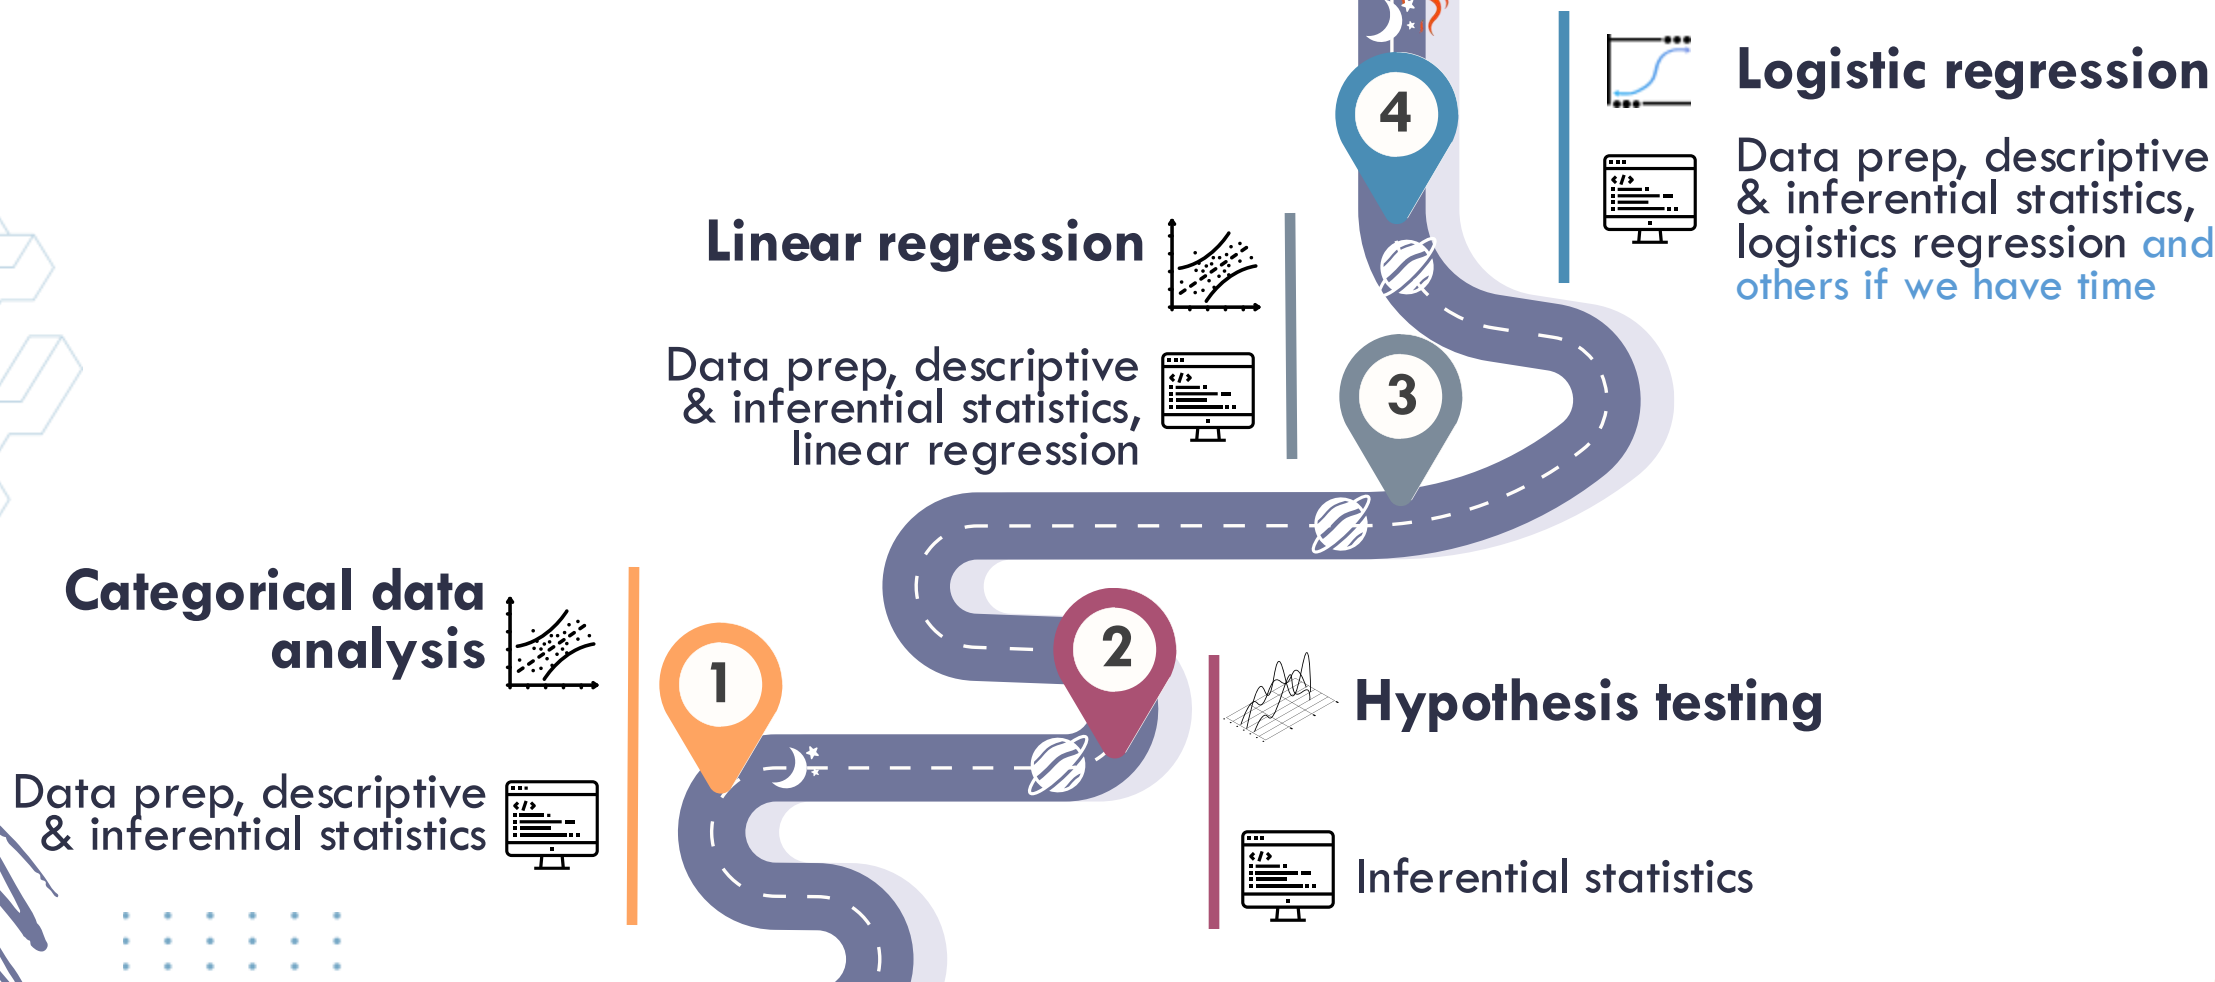 4
Logistic regression
Data prep, descriptive
& inferential statistics,
logistics regression and
others if we have time
Linear regression
Data prep, descriptive
& inferential statistics,
linear regression
3
Categorical data
analysis
Data prep, descriptive
& inferential statistics
1
2
Hypothesis testing
Inferential statistics